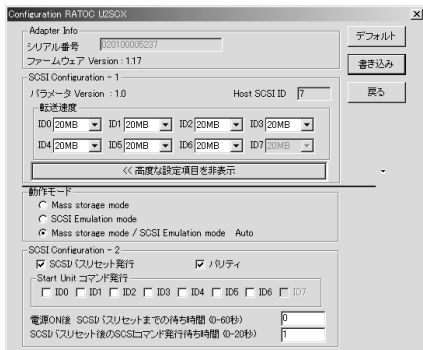 Configuration RATOC U2SCX
Adapter Info
シリアル番号 020100005237
デフォルト
ファームウェア Version : 1.17
書き込み
SCSI Configuration - 1
パラメータ Version : 1.0 Host SCSI ID 7
戻る
転送速度
ID0 20MB ID1 20MB ID2 20MB ID3 20MB
ID4 20MB ID5 20MB ID6 20MB ID7 20MB
<< 高度な設定項目を非表示
動作モード
Mass storage mode
SCSI Emulation mode
Mass storage mode / SCSI Emulation mode Auto
SCSI Configuration - 2
SCSIバスリセット発行 パリティ
Start Unit コマンド発行
ID0 ID1 ID2 ID3 ID4 ID5 ID6 ID7
電源ON後 SCSIバスリセットまでの待ち時間 (0-60秒) 0
SCSIバスリセット後のSCSIコマンド発行待ち時間 (0-20秒) 1